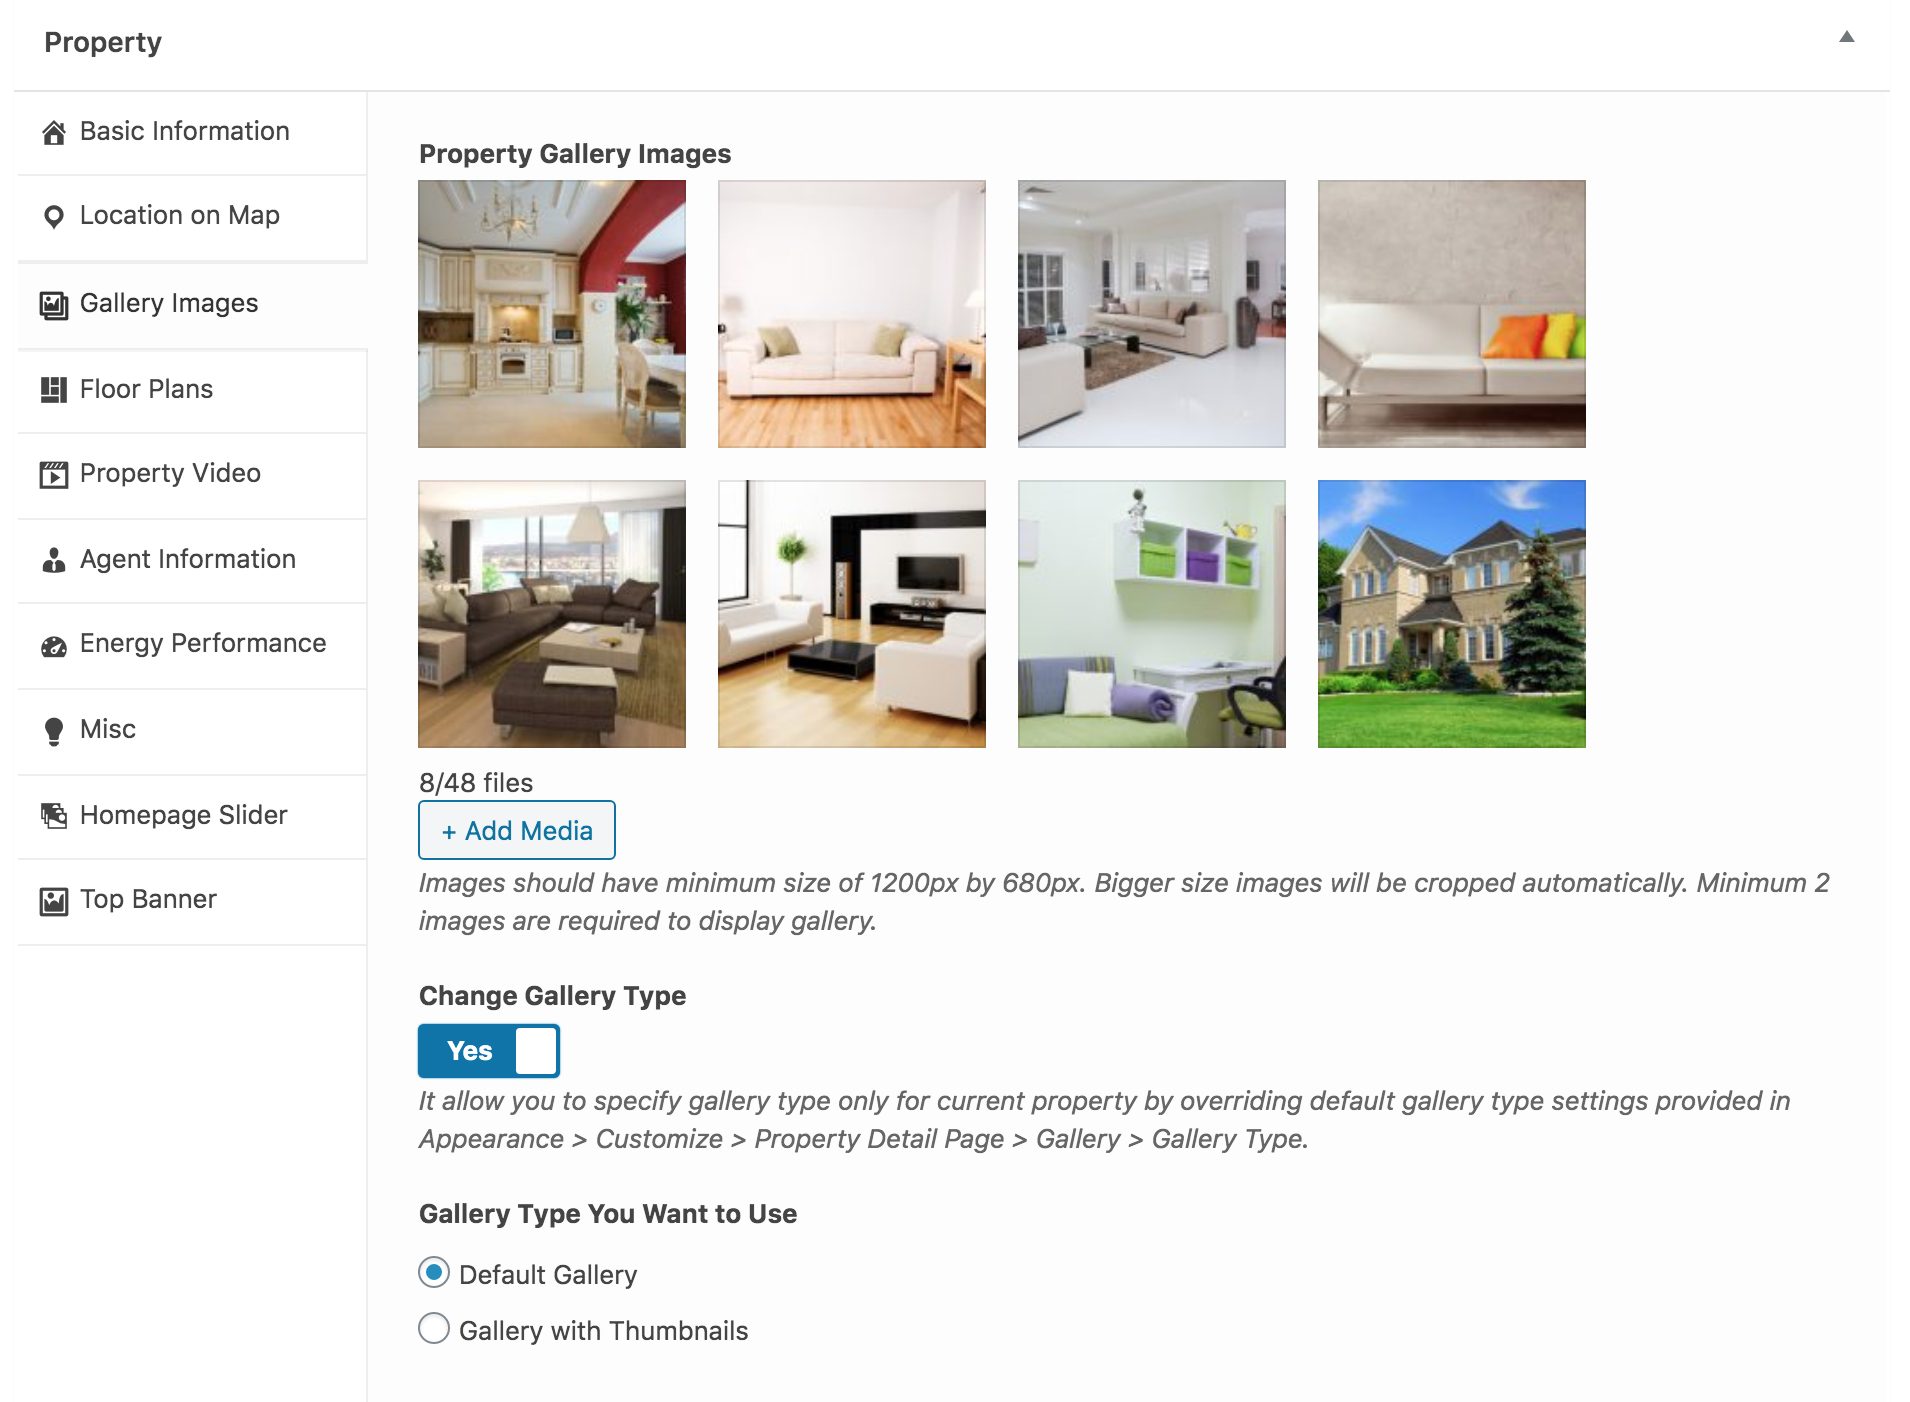 Property
Basic Information
Location on Map
Gallery Images
Floor Plans
Property Video
Agent Information
Energy Performance
Misc
Homepage Slider
Top Banner
Property Gallery Images
8/48 files
+ Add Media
Images should have minimum size of 1200px by 680px. Bigger size images will be cropped automatically. Minimum 2
images are required to display gallery.
Change Gallery Type
Yes
It allow you to specify gallery type only for current property by overriding default gallery type settings provided in
Appearance > Customize > Property Detail Page > Gallery > Gallery Type.
Gallery Type You Want to Use
Default Gallery
Gallery with Thumbnails